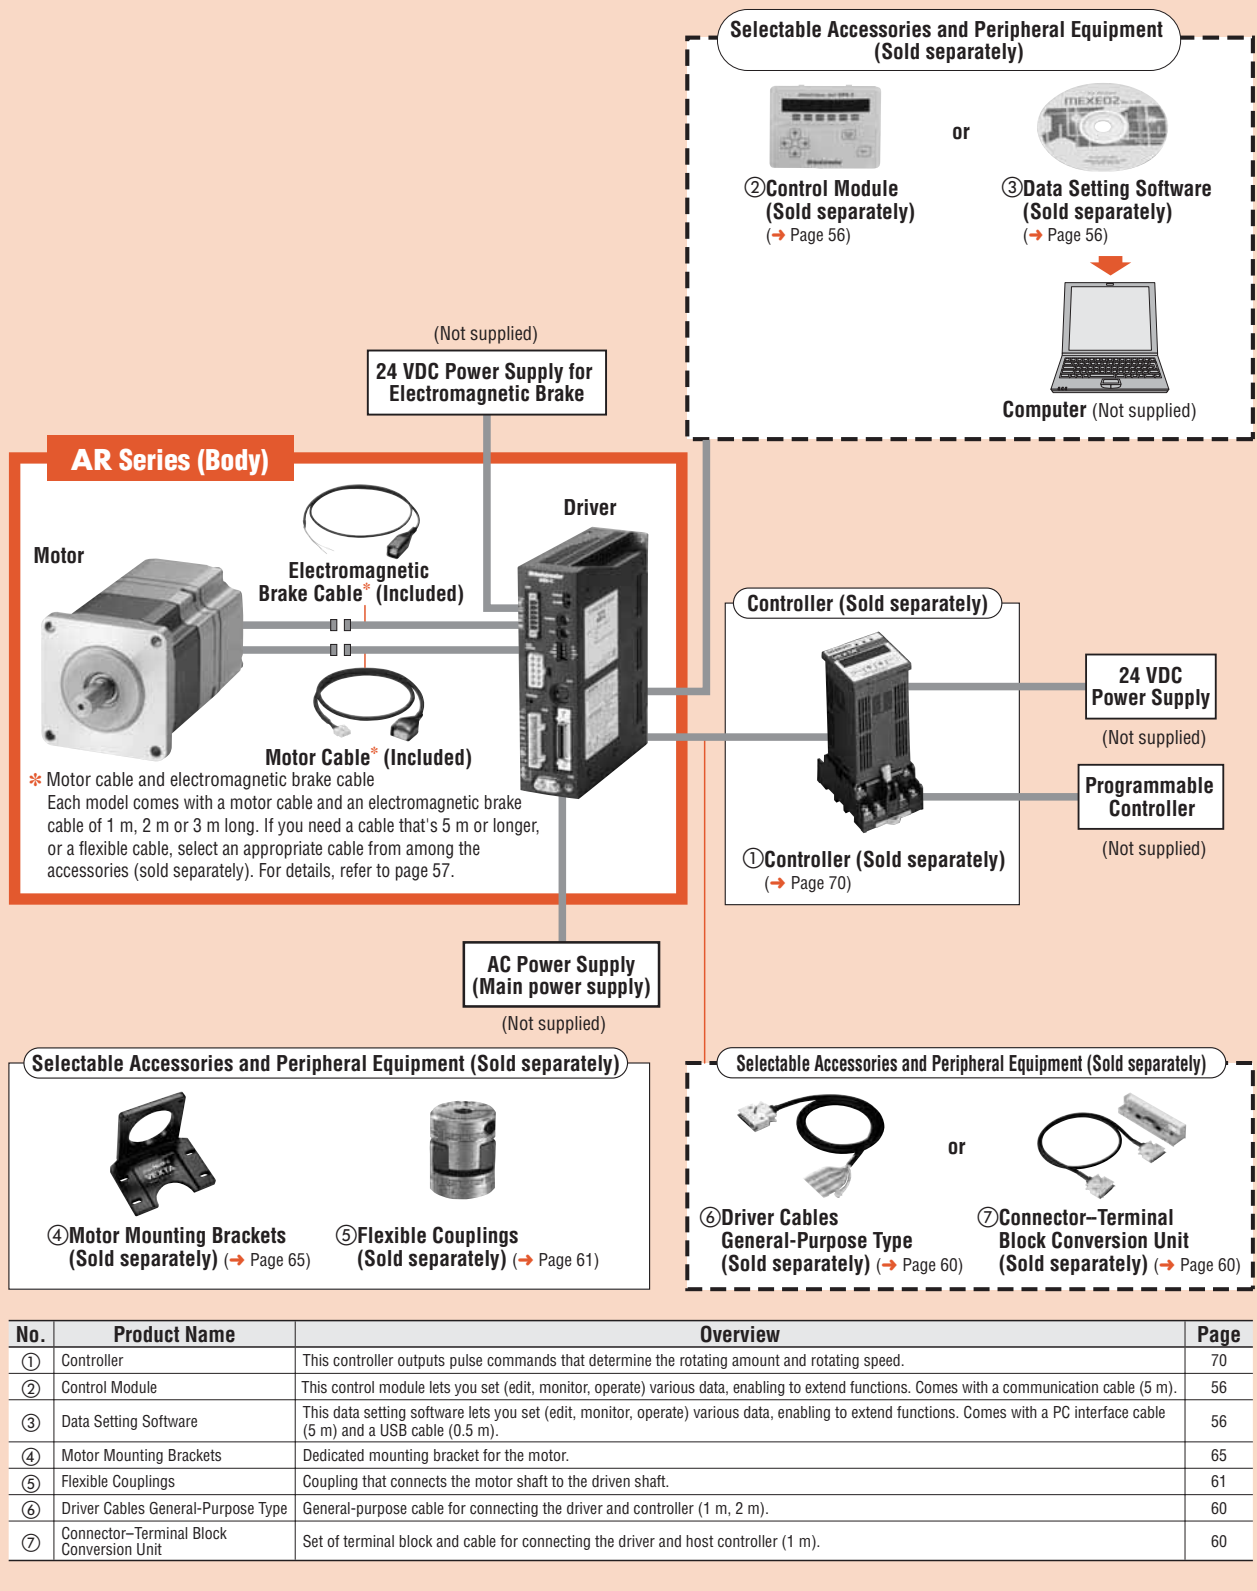 Selectable Accessories and Peripheral Equipment
(Sold separately)
MEXE02
or
②Control Module
(Sold separately)
(➜ Page 56)
③Data Setting Software
(Sold separately)
(➜ Page 56)
Computer (Not supplied)
(Not supplied)
24 VDC Power Supply for
Electromagnetic Brake
AR Series (Body)
Motor
Driver
Electromagnetic
Brake Cable* (Included)
Motor Cable* (Included)
* Motor cable and electromagnetic brake cable
Each model comes with a motor cable and an electromagnetic brake
cable of 1 m, 2 m or 3 m long. If you need a cable that's 5 m or longer,
or a flexible cable, select an appropriate cable from among the
accessories (sold separately). For details, refer to page 57.
Controller (Sold separately)
①Controller (Sold separately)
(➜ Page 70)
24 VDC
Power Supply
(Not supplied)
Programmable
Controller
(Not supplied)
AC Power Supply
(Main power supply)
(Not supplied)
Selectable Accessories and Peripheral Equipment (Sold separately)
VEXTA
④Motor Mounting Brackets
(Sold separately) (➜ Page 65)
⑤Flexible Couplings
(Sold separately) (➜ Page 61)
Selectable Accessories and Peripheral Equipment (Sold separately)
or
⑥Driver Cables
General-Purpose Type
(Sold separately) (➜ Page 60)
⑦Connector–Terminal
Block Conversion Unit
(Sold separately) (➜ Page 60)
No. Product Name Overview Page
① Controller This controller outputs pulse commands that determine the rotating amount and rotating speed. 70
② Control Module This control module lets you set (edit, monitor, operate) various data, enabling to extend functions. Comes with a communication cable (5 m). 56
③ Data Setting Software This data setting software lets you set (edit, monitor, operate) various data, enabling to extend functions. Comes with a PC interface cable
(5 m) and a USB cable (0.5 m). 56
④ Motor Mounting Brackets Dedicated mounting bracket for the motor. 65
⑤ Flexible Couplings Coupling that connects the motor shaft to the driven shaft. 61
⑥ Driver Cables General-Purpose Type General-purpose cable for connecting the driver and controller (1 m, 2 m). 60
⑦ Connector–Terminal Block
Conversion Unit Set of terminal block and cable for connecting the driver and host controller (1 m). 60